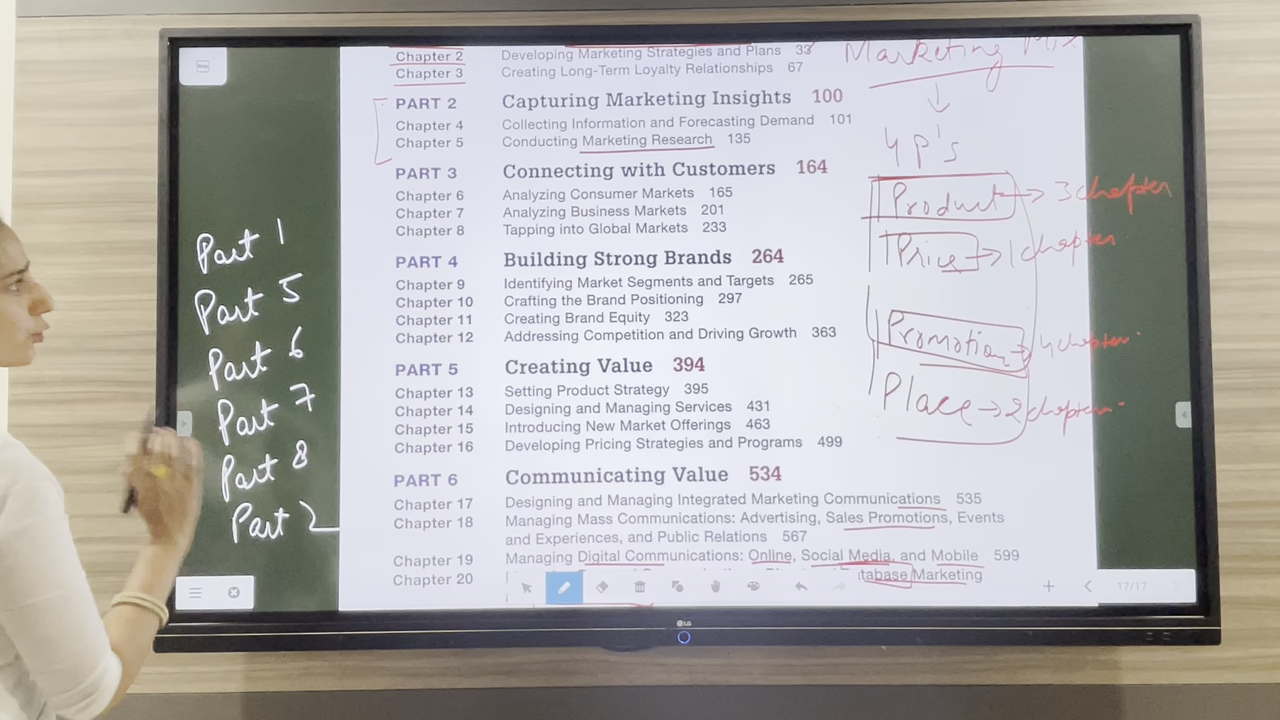 Chapter 2 Developing Marketing Strategies and Plans 33
Chapter 3 Creating Long-Term Loyalty Relationships 67
PART 2 Capturing Marketing Insights 100
Chapter 4 Collecting Information and Forecasting Demand 101
Chapter 5 Conducting Marketing Research 135
PART 3 Connecting with Customers 164
Chapter 6 Analyzing Consumer Markets 165
Chapter 7 Analyzing Business Markets 201
Chapter 8 Tapping into Global Markets 233
PART 4 Building Strong Brands 264
Chapter 9 Identifying Market Segments and Targets 265
Chapter 10 Crafting the Brand Positioning 297
Chapter 11 Creating Brand Equity 323
Chapter 12 Addressing Competition and Driving Growth 363
PART 5 Creating Value 394
Chapter 13 Setting Product Strategy 395
Chapter 14 Designing and Managing Services 431
Chapter 15 Introducing New Market Offerings 463
Chapter 16 Developing Pricing Strategies and Programs 499
PART 6 Communicating Value 534
Chapter 17 Designing and Managing Integrated Marketing Communications 535
Chapter 18 Managing Mass Communications: Advertising, Sales Promotions, Events
and Experiences, and Public Relations 567
Chapter 19 Managing Digital Communications: Online, Social Media, and Mobile 599
Chapter 20 Marketing
Marketing Mix
4 P's
Product → 3 chapter
Price → 1 chapter
Promotion → 4 chapter
Place → 2 chapter
Part 1
Part 5
Part 6
Part 7
Part 8
Part 2
17/17
LG